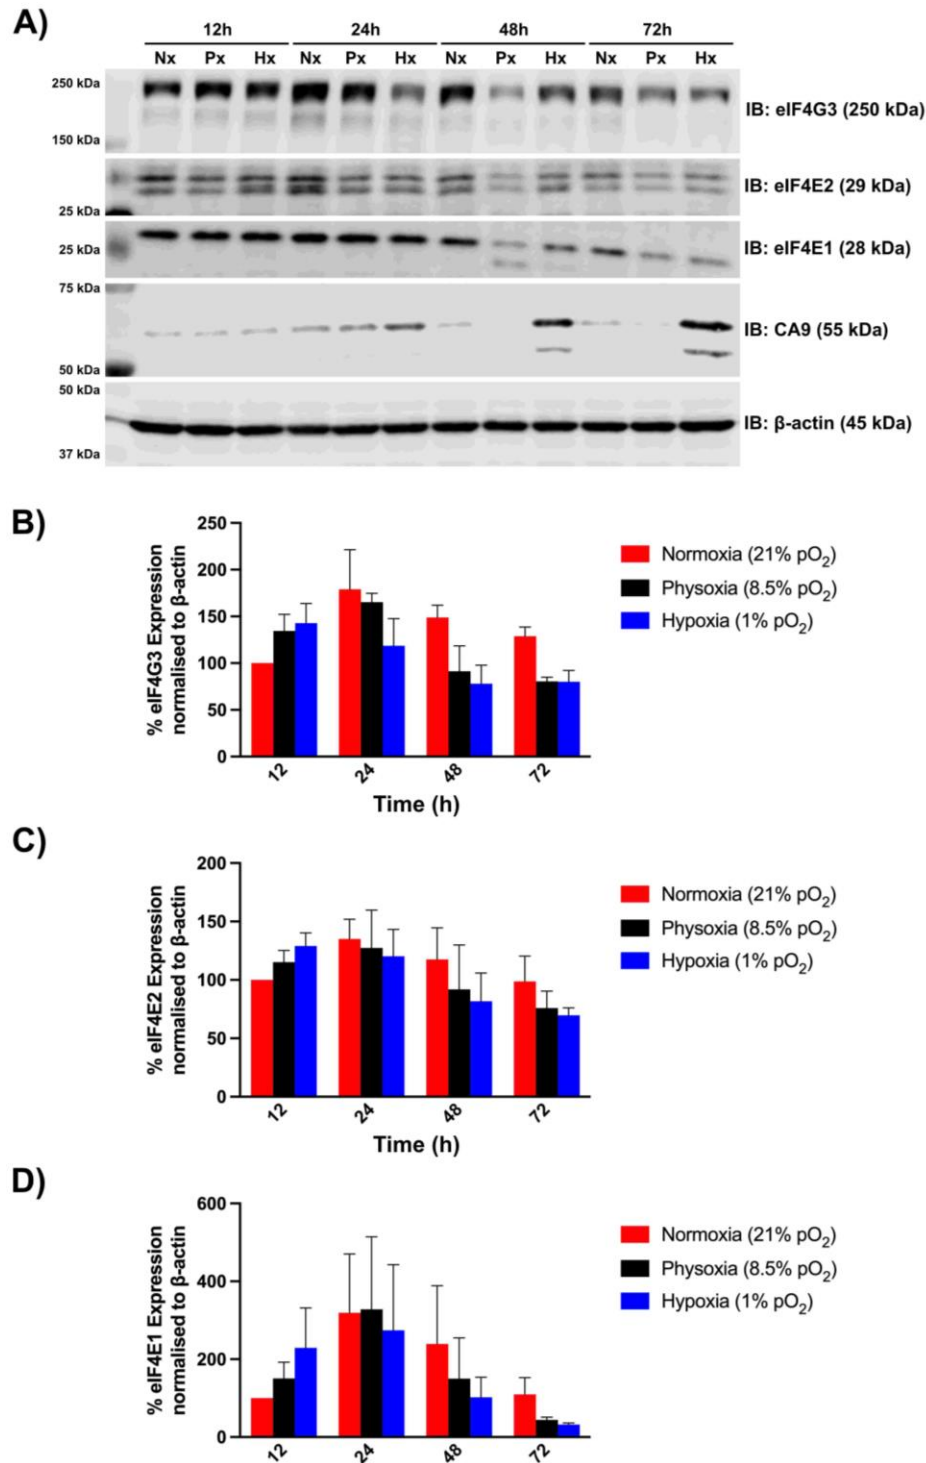 A)
12h 24h 48h 72h
Nx Px Hx Nx Px Hx Nx Px Hx Nx Px Hx
250 kDa
150 kDa
IB: eIF4G3 (250 kDa)
25 kDa
IB: eIF4E2 (29 kDa)
25 kDa
IB: eIF4E1 (28 kDa)
75 kDa
50 kDa
IB: CA9 (55 kDa)
50 kDa
37 kDa
IB: β-actin (45 kDa)
B)
% eIF4G3 Expression
normalised to β-actin
250
200
150
100
50
0
12 24 48 72
Time (h)
Normoxia (21% pO₂)
Physoxia (8.5% pO₂)
Hypoxia (1% pO₂)
C)
% eIF4E2 Expression
normalised to β-actin
200
150
100
50
0
12 24 48 72
Time (h)
Normoxia (21% pO₂)
Physoxia (8.5% pO₂)
Hypoxia (1% pO₂)
D)
% eIF4E1 Expression
normalised to β-actin
600
400
200
0
12 24 48 72
Normoxia (21% pO₂)
Physoxia (8.5% pO₂)
Hypoxia (1% pO₂)